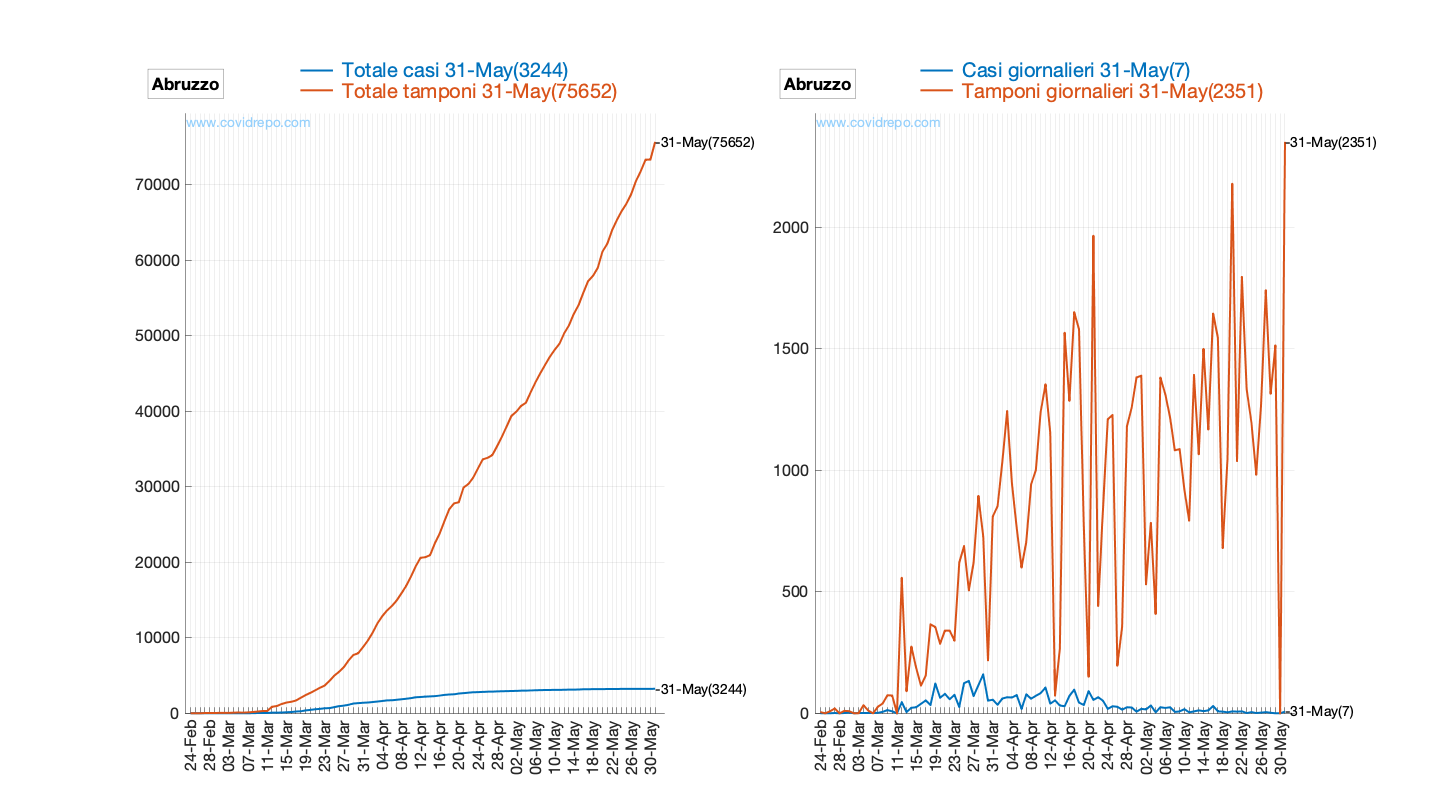 Abruzzo
Totale casi 31-May(3244)
Totale tamponi 31-May(75652)
www.covidrepo.com
31-May(75652)
70000
60000
50000
40000
30000
20000
10000
0
31-May(3244)
24-Feb
28-Feb
03-Mar
07-Mar
11-Mar
15-Mar
19-Mar
23-Mar
27-Mar
31-Mar
04-Apr
08-Apr
12-Apr
16-Apr
20-Apr
24-Apr
28-Apr
02-May
06-May
10-May
14-May
18-May
22-May
26-May
30-May
Abruzzo
Casi giornalieri 31-May(7)
Tamponi giornalieri 31-May(2351)
www.covidrepo.com
31-May(2351)
2000
1500
1000
500
0
31-May(7)
24-Feb
28-Feb
03-Mar
07-Mar
11-Mar
15-Mar
19-Mar
23-Mar
27-Mar
31-Mar
04-Apr
08-Apr
12-Apr
16-Apr
20-Apr
24-Apr
28-Apr
02-May
06-May
10-May
14-May
18-May
22-May
26-May
30-May